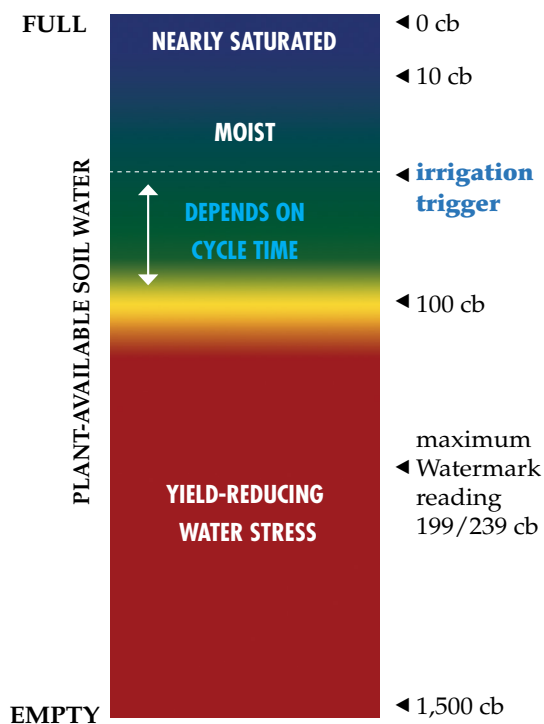 FULL
NEARLY SATURATED
◄ 0 cb
◄ 10 cb
MOIST
◄ irrigation
trigger
DEPENDS ON
CYCLE TIME
PLANT-AVAILABLE SOIL WATER
◄ 100 cb
maximum
◄ Watermark
reading
199/239 cb
YIELD-REDUCING
WATER STRESS
EMPTY
◄ 1,500 cb